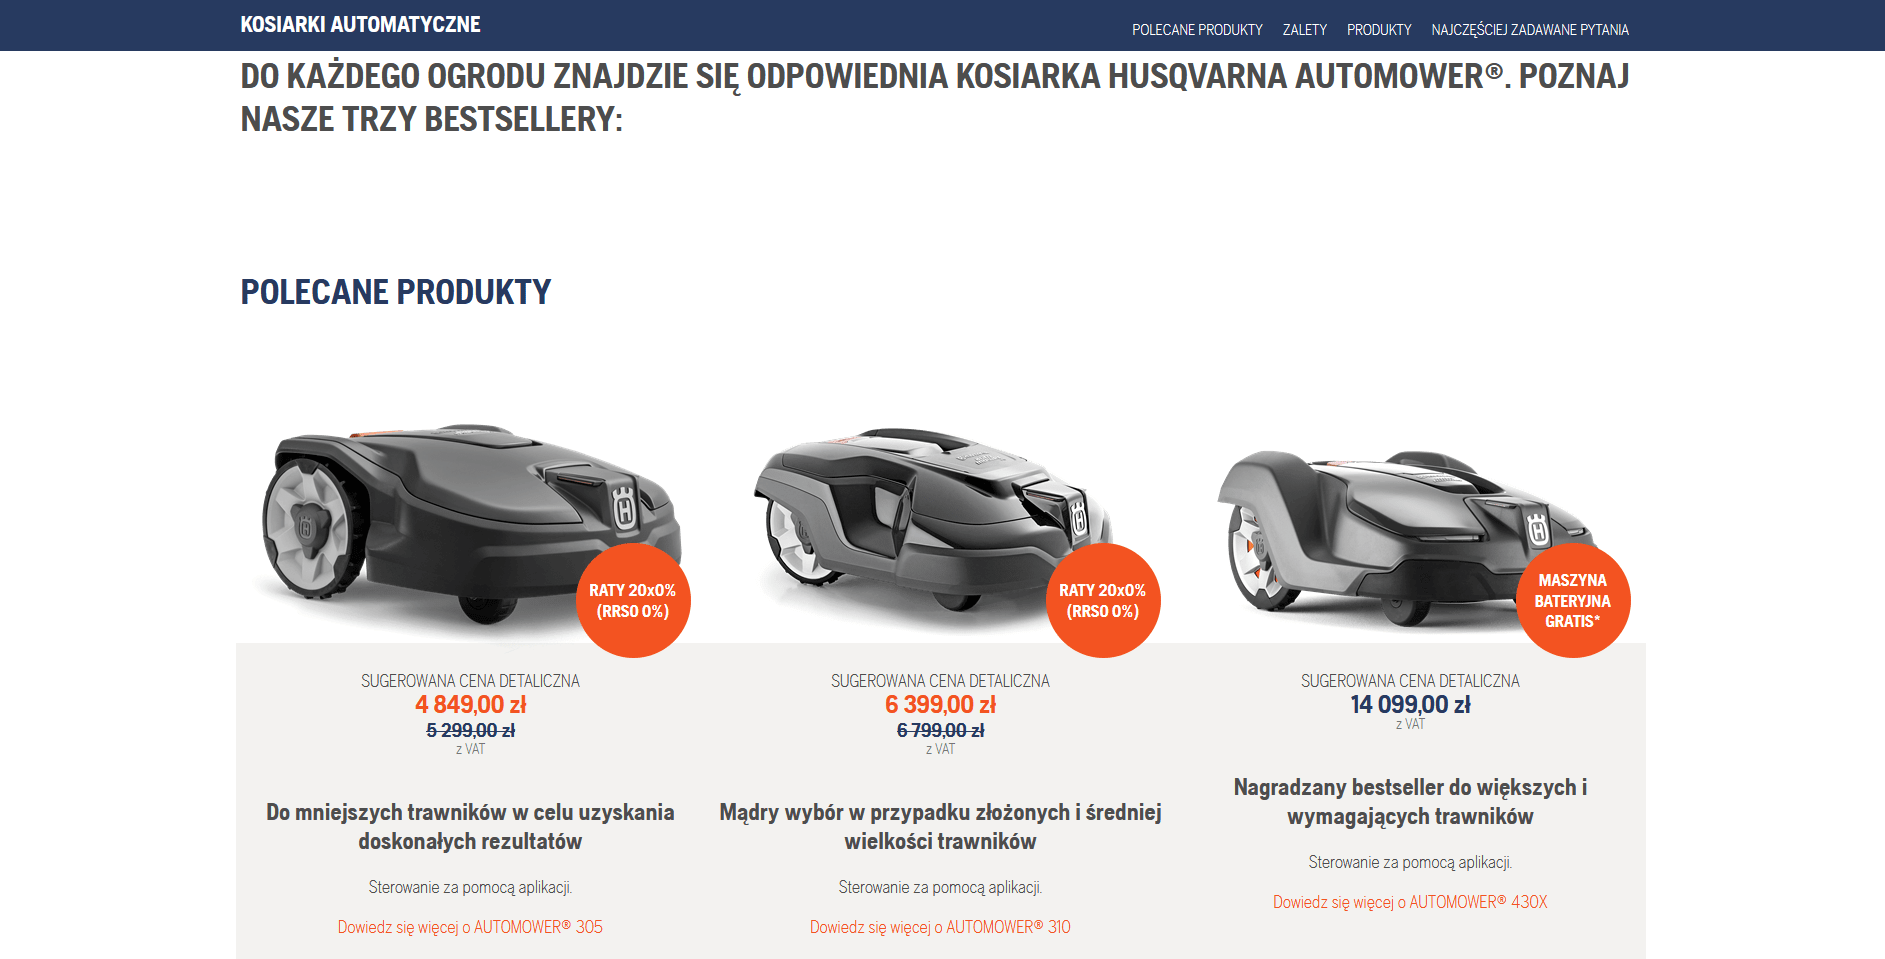 KOSIARKI AUTOMATYCZNE
POLECANE PRODUKTY
ZALETY
PRODUKTY
NAJCZĘŚCIEJ ZADAWANE PYTANIA
DO KAŻDEGO OGRODU ZNAJDZIE SIĘ ODPOWIEDNIA KOSIARKA HUSQVARNA AUTOMOWER®. POZNAJ
NASZE TRZY BESTSELLERY:
POLECANE PRODUKTY
RATY 20x0%
(RRSO 0%)
SUGEROWANA CENA DETALICZNA
4 849,00 zł
5 299,00 zł
z VAT
Do mniejszych trawników w celu uzyskania
doskonałych rezultatów
Sterowanie za pomocą aplikacji.
Dowiedz się więcej o AUTOMOWER® 305
RATY 20x0%
(RRSO 0%)
SUGEROWANA CENA DETALICZNA
6 399,00 zł
6 799,00 zł
z VAT
Mądry wybór w przypadku złożonych i średniej
wielkości trawników
Sterowanie za pomocą aplikacji.
Dowiedz się więcej o AUTOMOWER® 310
MASZYNA
BATERYJNA
GRATIS*
SUGEROWANA CENA DETALICZNA
14 099,00 zł
z VAT
Nagradzany bestseller do większych i
wymagających trawników
Sterowanie za pomocą aplikacji.
Dowiedz się więcej o AUTOMOWER® 430X